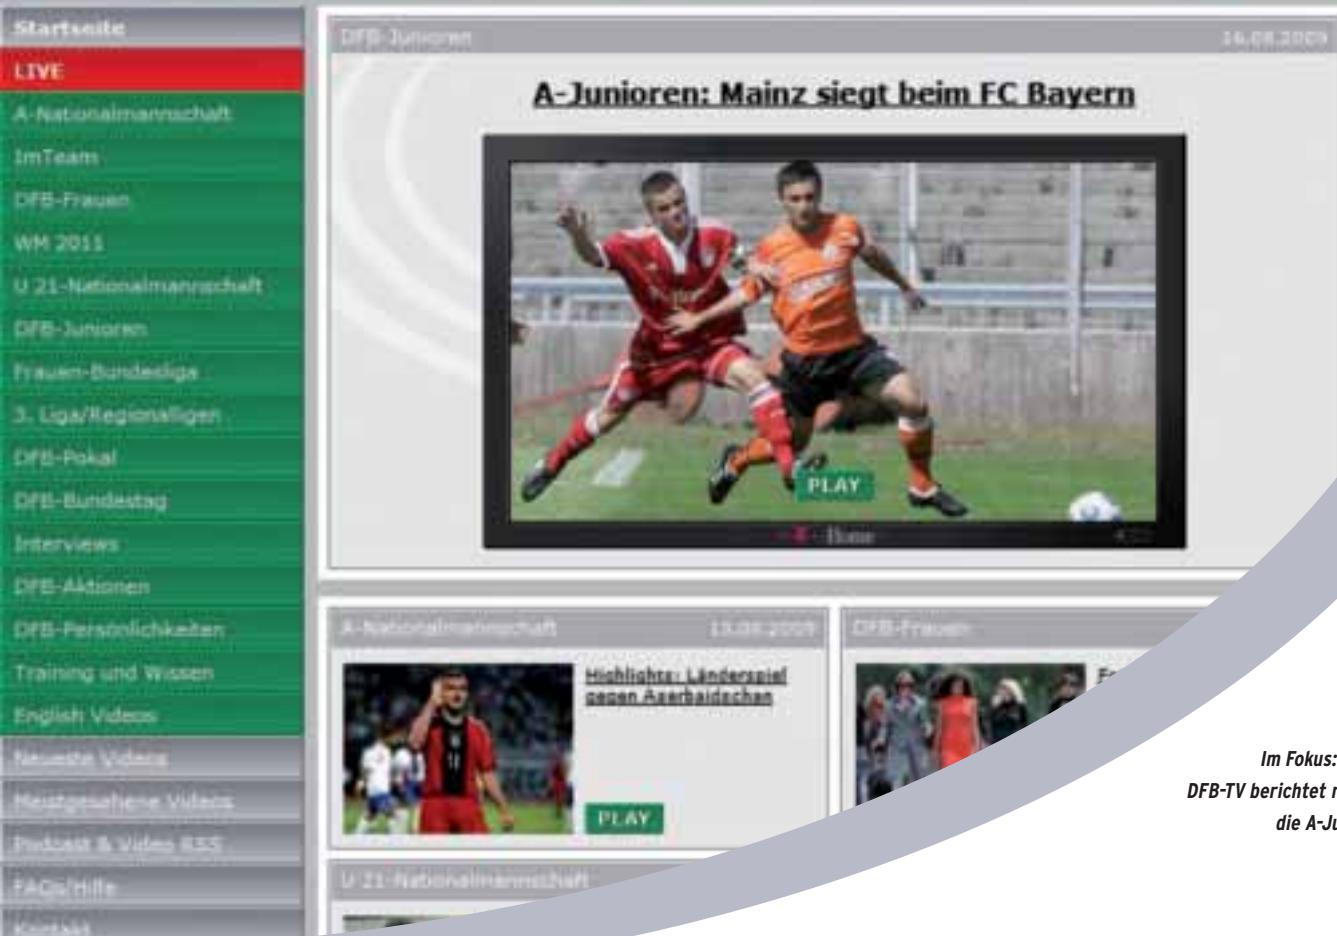 Startseite
LIVE
A-Nationalmannschaft
ImTeam
DFB-Frauen
WM 2011
U 21-Nationalmannschaft
DFB-Junioren
Frauen-Bundesliga
3. Liga/Regionalligen
DFB-Pokal
DFB-Bundestag
Interviews
DFB-Aktionen
DFB-Persönlichkeiten
Training und Wissen
English Videos
Neueste Videos
Meistgesehene Videos
Podcast & Video RSS
FAQs/Hilfe
Kontakt
DFB-Junioren 16.08.2009
A-Junioren: Mainz siegt beim FC Bayern
PLAY
Home
A-Nationalmannschaft 13.08.2009
Highlights: Länderspiel
gegen Aserbaidschan
PLAY
DFB-Frauen
U 21-Nationalmannschaft
Im Fokus:
DFB-TV berichtet
die A-Ju